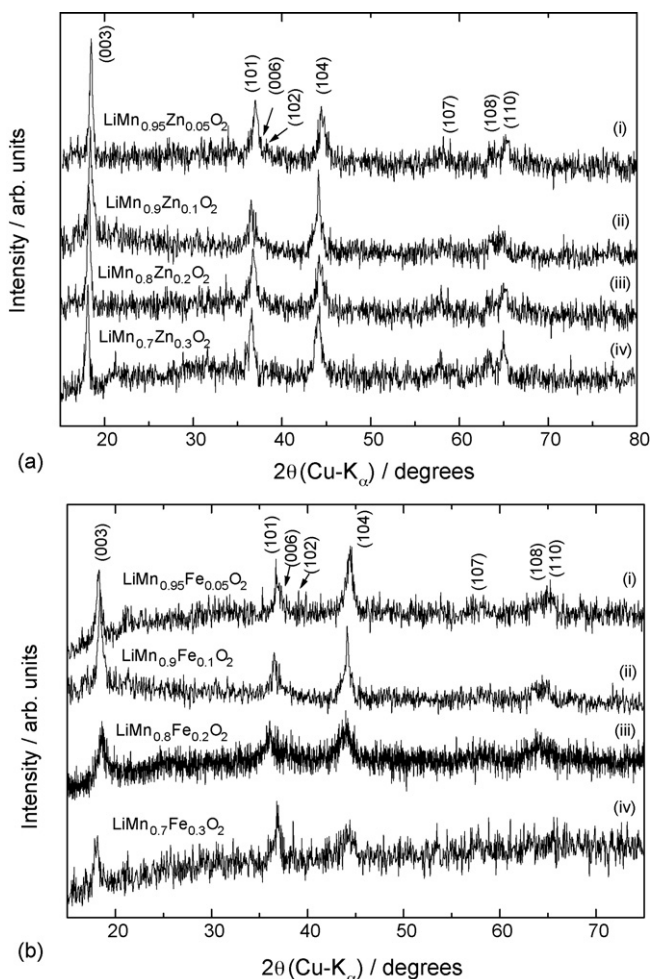 (003)
(101)
(006)
(102)
(104)
(107)
(108)
(110)
LiMn0.95Zn0.05O2
(i)
LiMn0.9Zn0.1O2
(ii)
LiMn0.8Zn0.2O2
(iii)
LiMn0.7Zn0.3O2
(iv)
Intensity / arb. units
20 30 40 50 60 70 80
(a)
2θ(Cu-Kα) / degrees
(003)
(101)
(006)
(102)
(104)
(107)
(108)
(110)
LiMn0.95Fe0.05O2
(i)
LiMn0.9Fe0.1O2
(ii)
LiMn0.8Fe0.2O2
(iii)
LiMn0.7Fe0.3O2
(iv)
Intensity / arb. units
20 30 40 50 60 70
(b)
2θ(Cu-Kα) / degrees